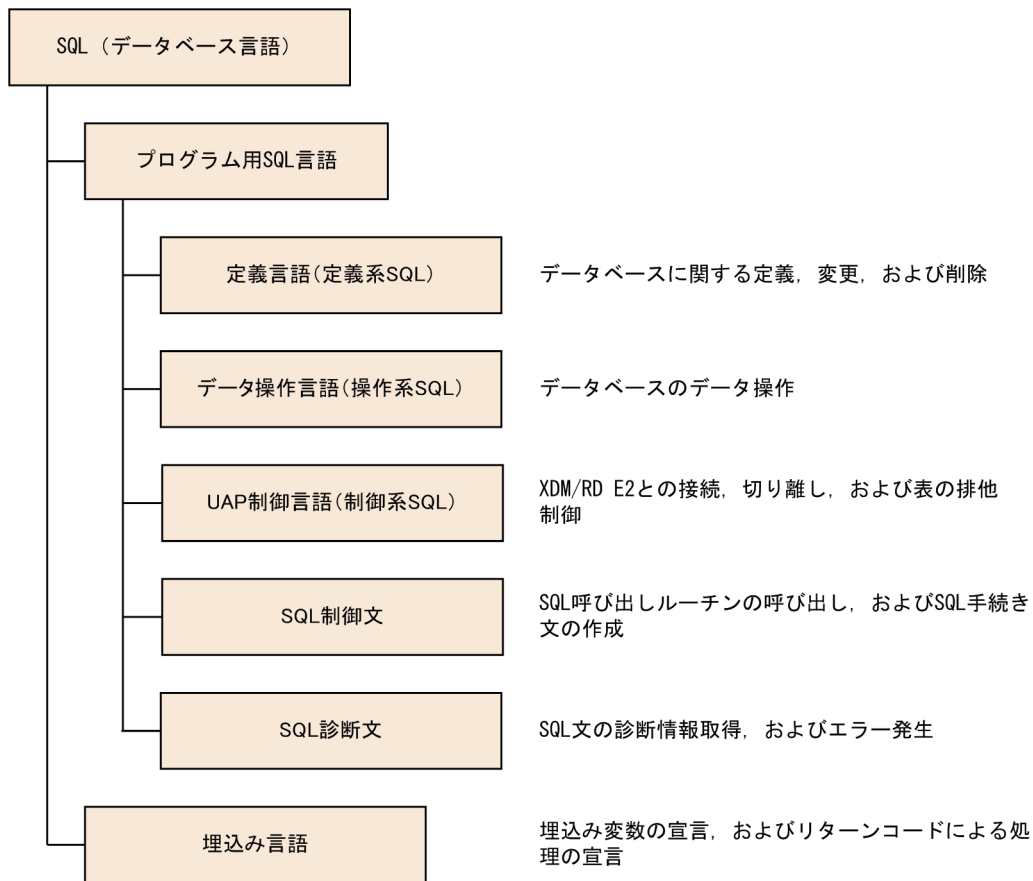 SQL（データベース言語）
プログラム用SQL言語
定義言語（定義系SQL）
データベースに関する定義，変更，および削除
データ操作言語（操作系SQL）
データベースのデータ操作
UAP制御言語（制御系SQL）
XDM/RD E2との接続，切り離し，および表の排他
制御
SQL制御文
SQL呼び出しルーチンの呼び出し，およびSQL手続き
文の作成
SQL診断文
SQL文の診断情報取得，およびエラー発生
埋込み言語
埋込み変数の宣言，およびリターンコードによる処
理の宣言